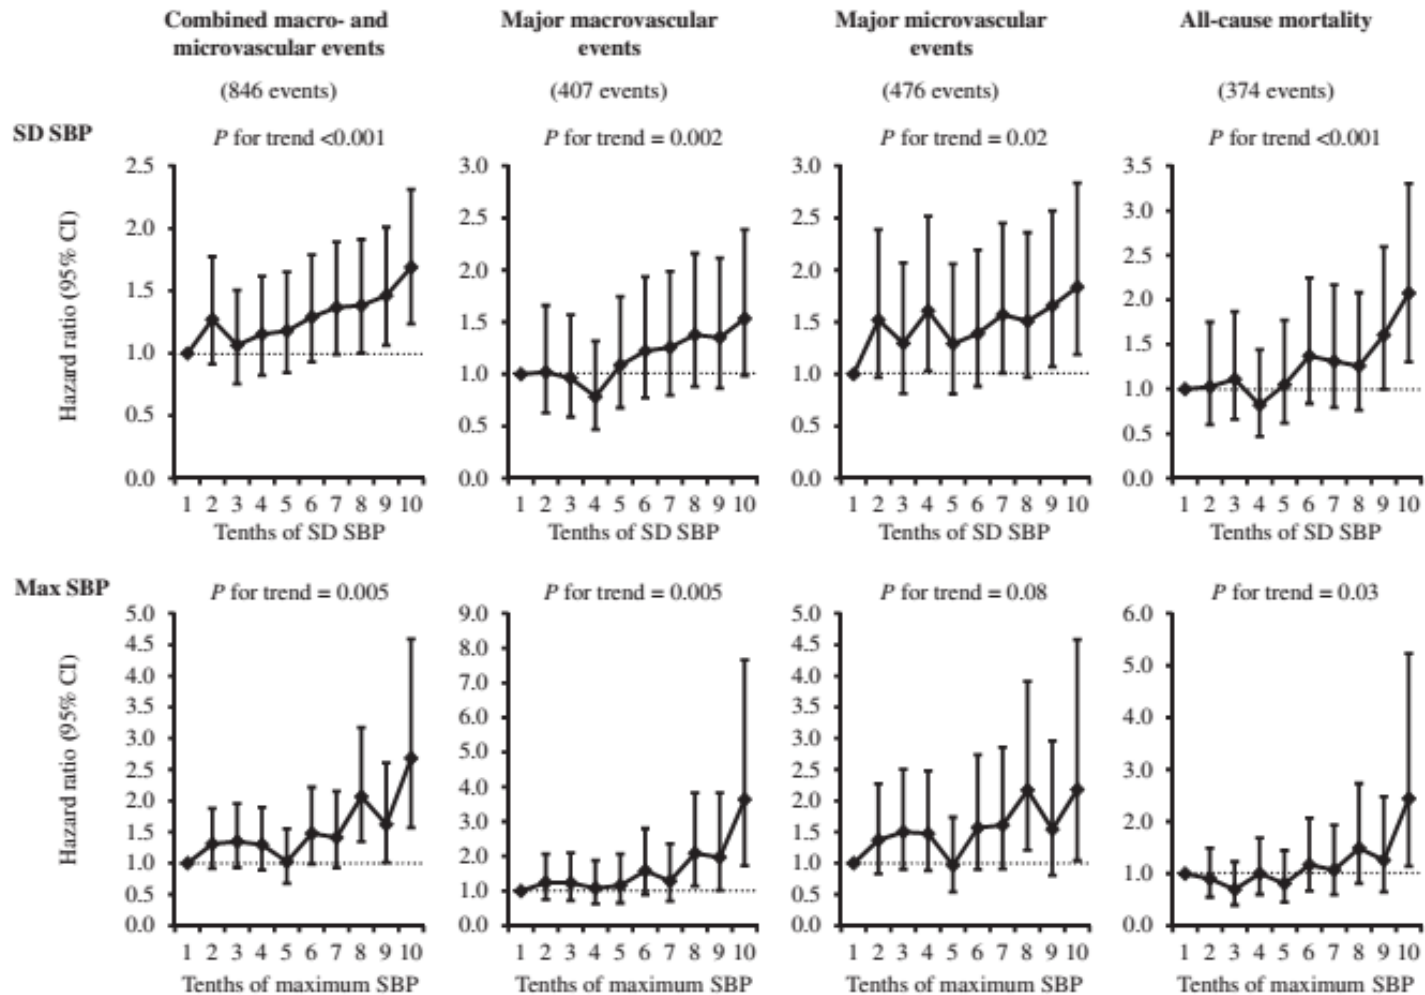 Combined macro- and
microvascular events
(846 events)
Major macrovascular
events
(407 events)
Major microvascular
events
(476 events)
All-cause mortality
(374 events)
SD SBP
P for trend <0.001
P for trend = 0.002
P for trend = 0.02
P for trend <0.001
Hazard ratio (95% CI)
2.5
2.0
1.5
1.0
0.5
0.0
1 2 3 4 5 6 7 8 9 10
Tenths of SD SBP
3.0
2.5
2.0
1.5
1.0
0.5
0.0
1 2 3 4 5 6 7 8 9 10
Tenths of SD SBP
3.0
2.5
2.0
1.5
1.0
0.5
0.0
1 2 3 4 5 6 7 8 9 10
Tenths of SD SBP
3.5
3.0
2.5
2.0
1.5
1.0
0.5
0.0
1 2 3 4 5 6 7 8 9 10
Tenths of SD SBP
Max SBP
P for trend = 0.005
P for trend = 0.005
P for trend = 0.08
P for trend = 0.03
Hazard ratio (95% CI)
5.0
4.5
4.0
3.5
3.0
2.5
2.0
1.5
1.0
0.5
0.0
1 2 3 4 5 6 7 8 9 10
Tenths of maximum SBP
9.0
8.0
7.0
6.0
5.0
4.0
3.0
2.0
1.0
0.0
1 2 3 4 5 6 7 8 9 10
Tenths of maximum SBP
5.0
4.5
4.0
3.5
3.0
2.5
2.0
1.5
1.0
0.5
0.0
1 2 3 4 5 6 7 8 9 10
Tenths of maximum SBP
6.0
5.0
4.0
3.0
2.0
1.0
0.0
1 2 3 4 5 6 7 8 9 10
Tenths of maximum SBP